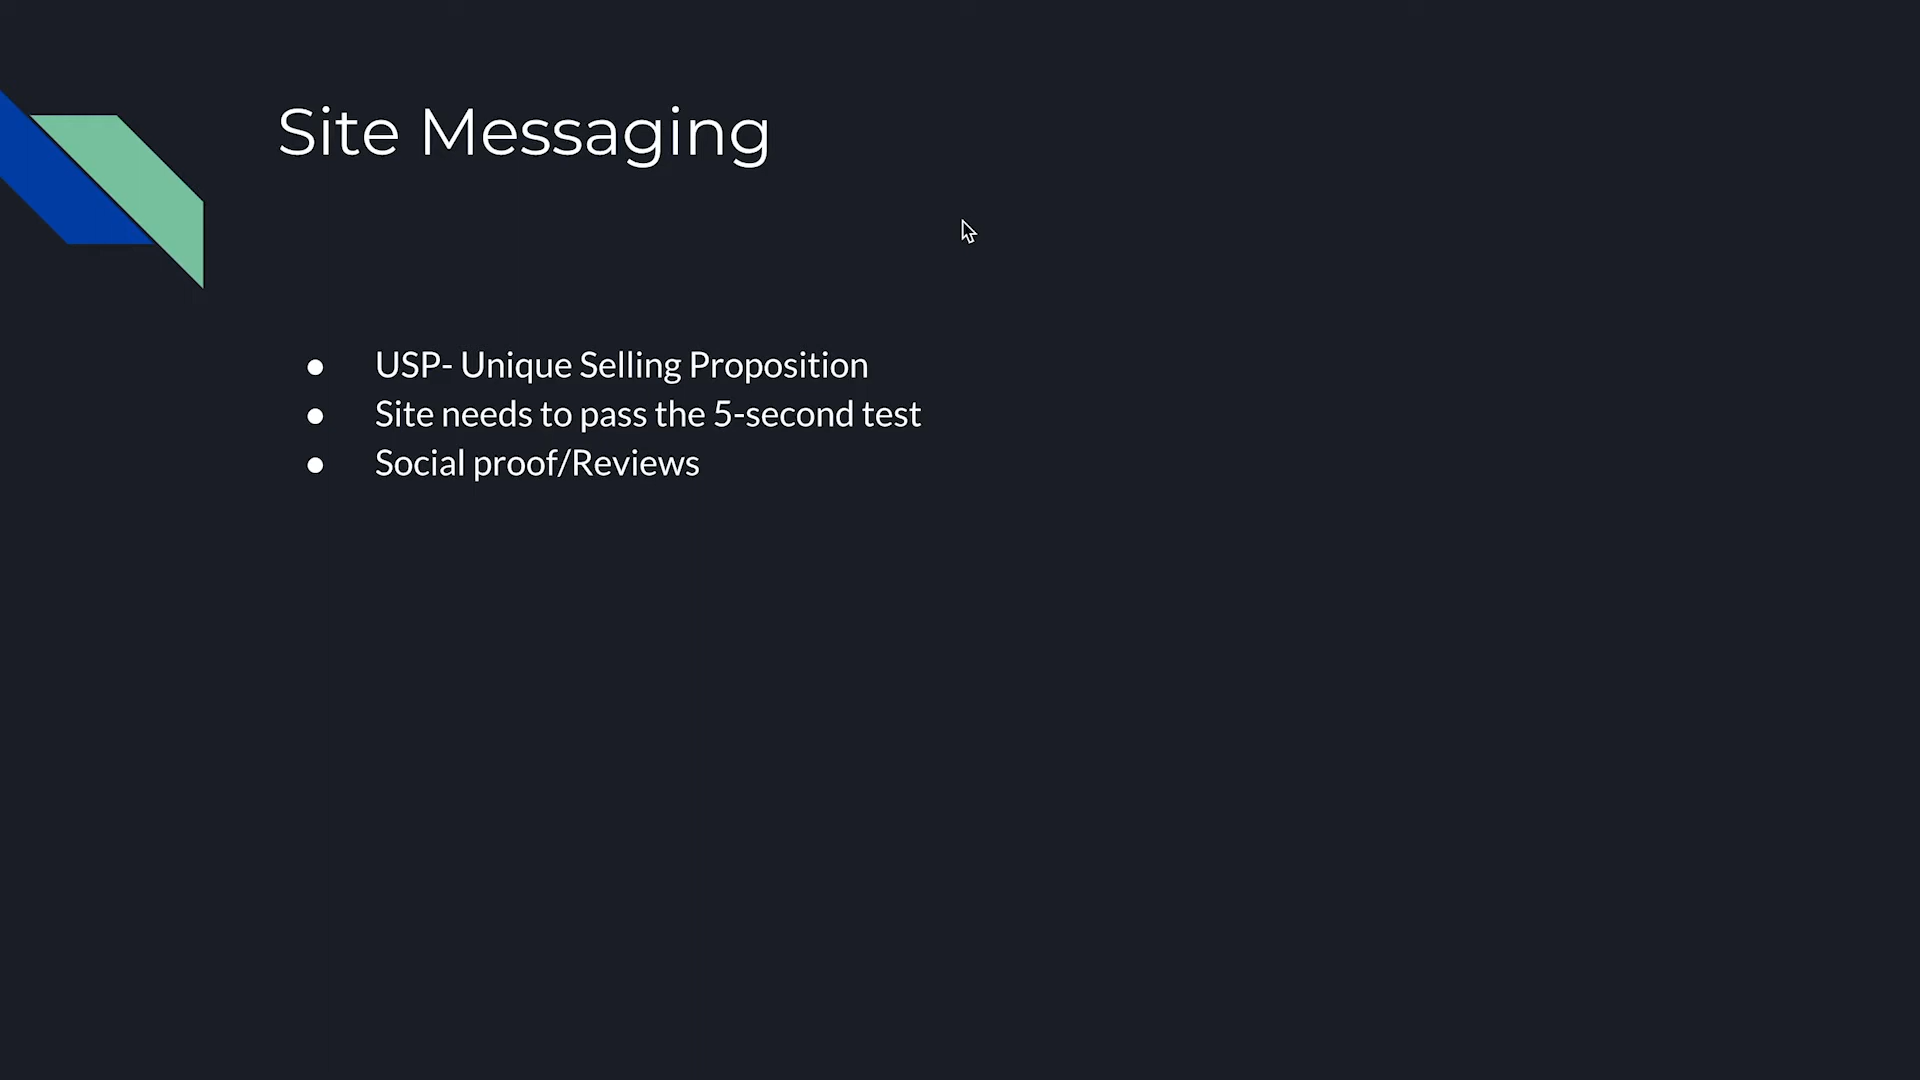 Site Messaging
● USP- Unique Selling Proposition
● Site needs to pass the 5-second test
● Social proof/Reviews